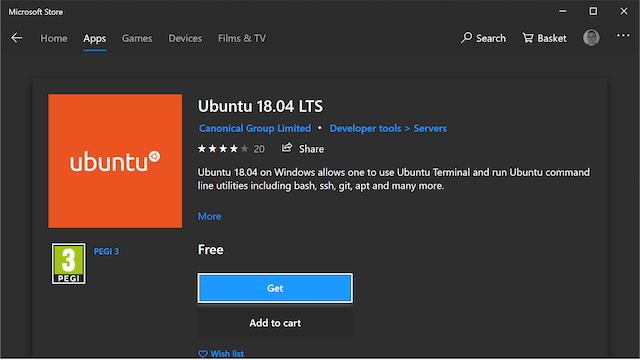 Microsoft Store
Home Apps Games Devices Films & TV Search Basket
Ubuntu 18.04 LTS
Canonical Group Limited • Developer tools > Servers
20 Share
ubuntu
Ubuntu 18.04 on Windows allows one to use Ubuntu Terminal and run Ubuntu command
line utilities including bash, ssh, git, apt and many more.
More
3
PEGI
PEGI 3
Free
Get
Add to cart
Wish list